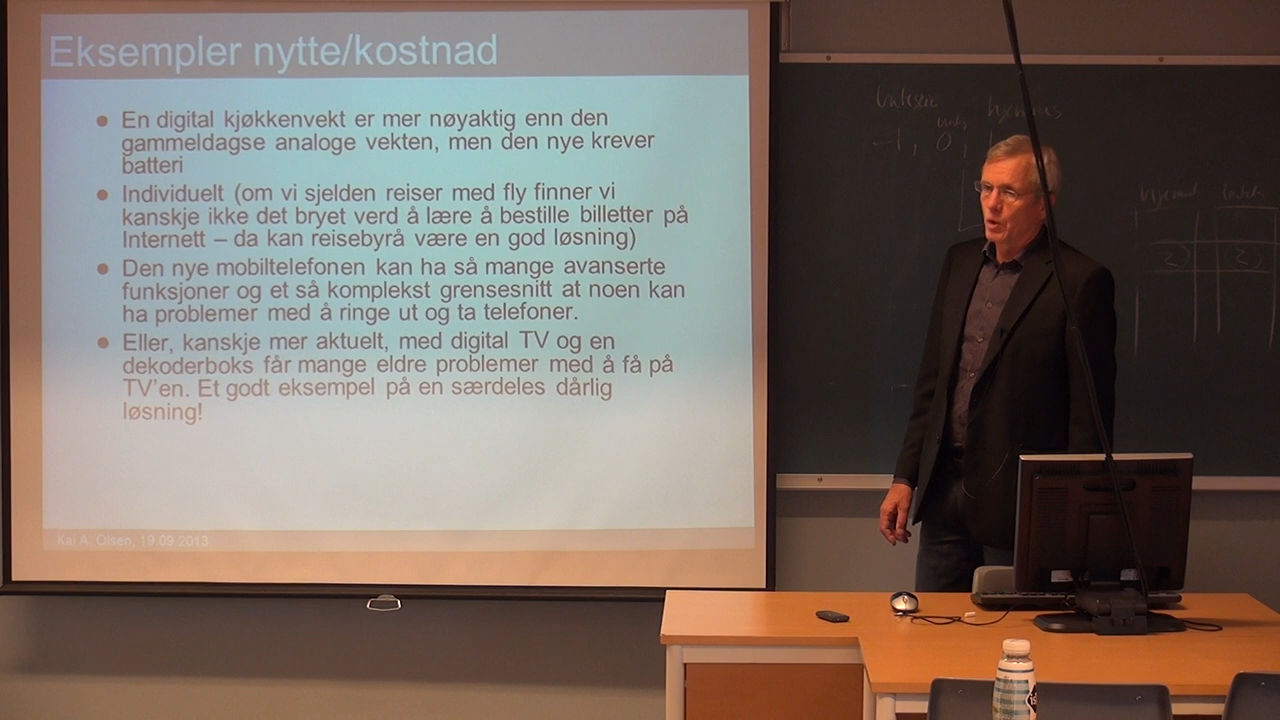 Eksempler nytte/kostnad
En digital kjøkkenvekt er mer nøyaktig enn den
gammeldagse analoge vekten, men den nye krever
batteri
Individuelt (om vi sjelden reiser med fly finner vi
kanskje ikke det bryet verd å lære å bestille billetter på
Internett – da kan reisebyrå være en god løsning)
Den nye mobiltelefonen kan ha så mange avanserte
funksjoner og et så komplekst grensesnitt at noen kan
ha problemer med å ringe ut og ta telefoner.
Eller, kanskje mer aktuelt, med digital TV og en
dekoderboks får mange eldre problemer med å få på
TV'en. Et godt eksempel på en særdeles dårlig
løsning!
Kai A. Olsen, 19.09.2013
-1, 0,